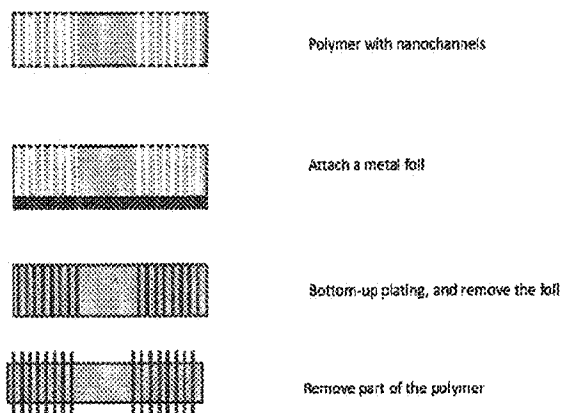 Polymer with nanochannels
Attach a metal foil
Bottom-up plating, and remove the foil
Remove part of the polymer